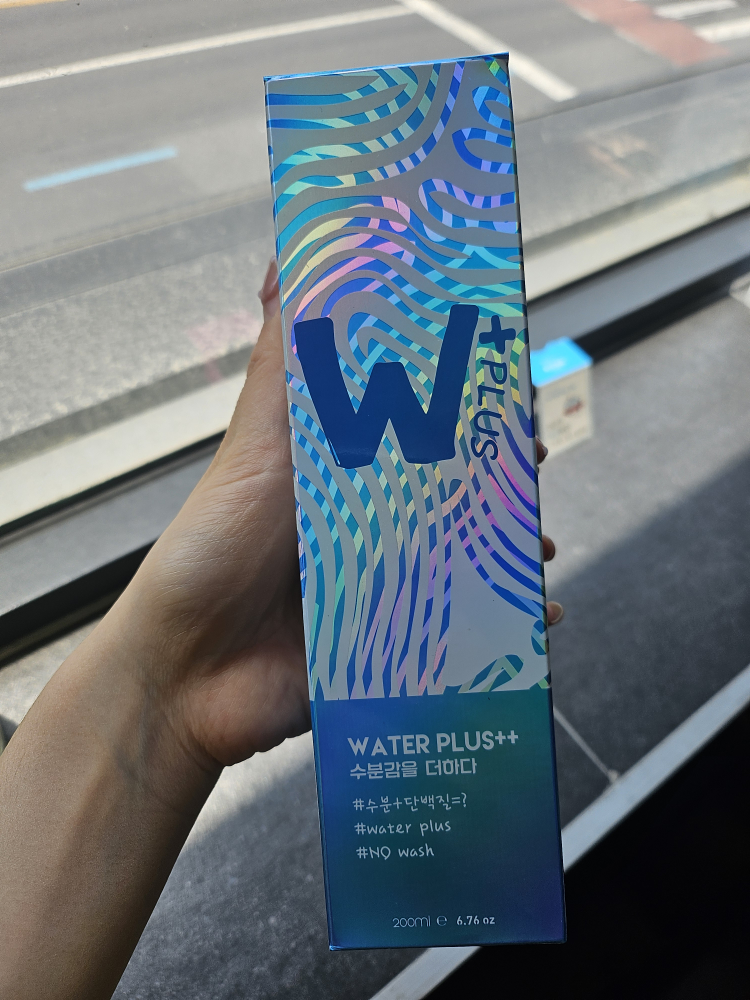 W
+PLUS
WATER PLUS++
수분감을 더하다
#수분+단백질=?
#water plus
#NO wash
200ml ℮ 6.76 oz